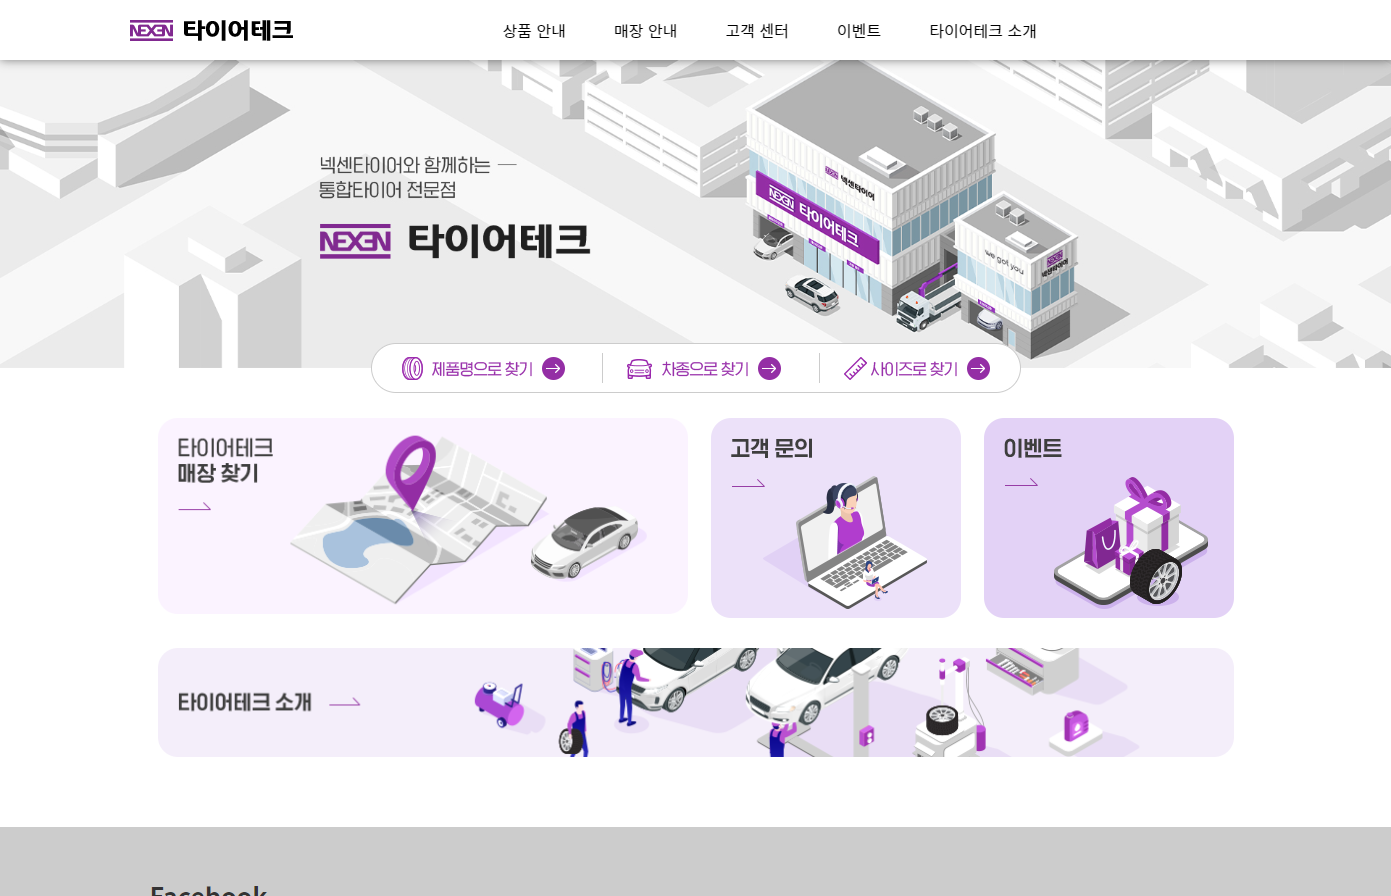 NEXEN 타이어테크
상품 안내
매장 안내
고객 센터
이벤트
타이어테크 소개
넥센타이어와 함께하는
통합타이어 전문점
NEXEN 타이어테크
NEXEN 넥센타이어
NEXEN 타이어테크
we got you
NEXEN
넥센타이어
제품명으로 찾기
차종으로 찾기
사이즈로 찾기
타이어테크
매장 찾기
고객 문의
이벤트
타이어테크 소개
Facebook